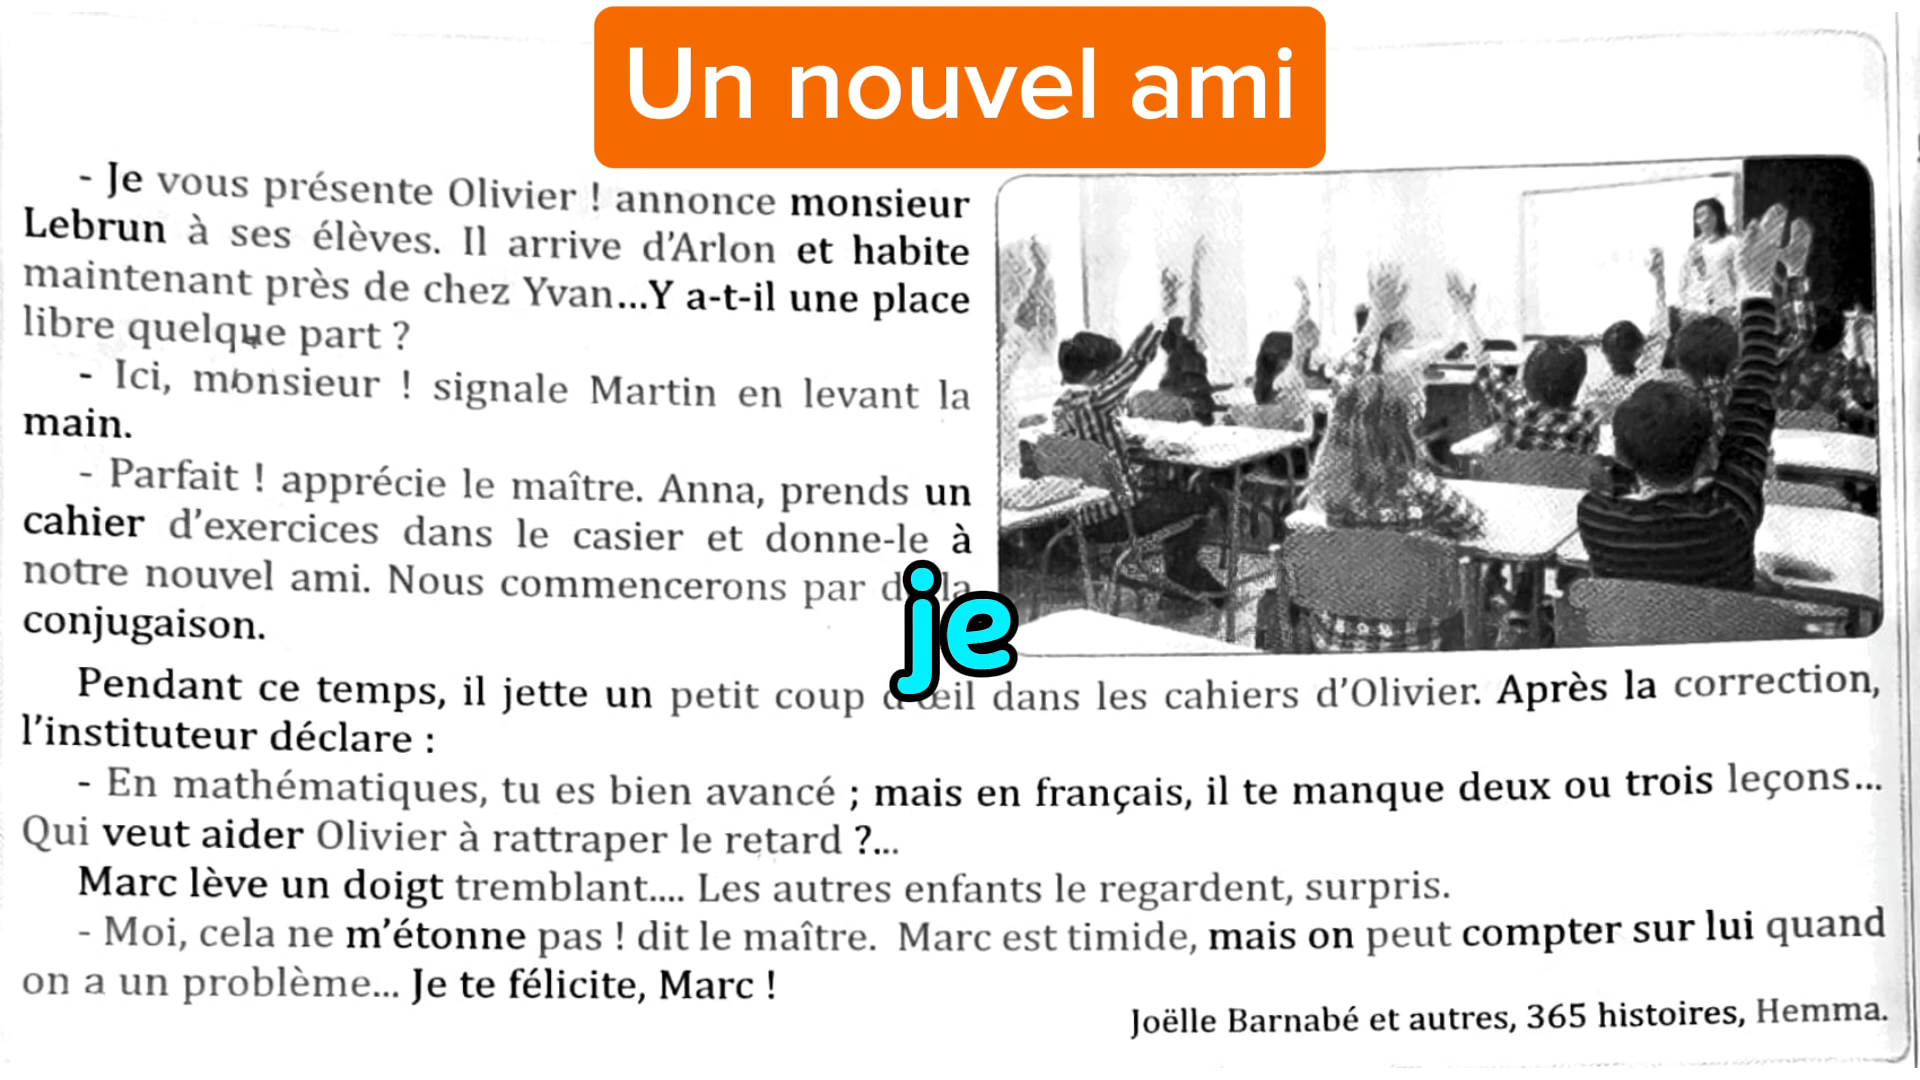 Un nouvel ami
- Je vous présente Olivier ! annonce monsieur
Lebrun à ses élèves. Il arrive d'Arlon et habite
maintenant près de chez Yvan...Y a-t-il une place
libre quelque part ?
- Ici, monsieur ! signale Martin en levant la
main.
- Parfait ! apprécie le maître. Anna, prends un
cahier d'exercices dans le casier et donne-le à
notre nouvel ami. Nous commencerons par la
conjugaison.
je
Pendant ce temps, il jette un petit coup d'œil dans les cahiers d'Olivier. Après la correction,
l'instituteur déclare :
- En mathématiques, tu es bien avancé ; mais en français, il te manque deux ou trois leçons...
Qui veut aider Olivier à rattraper le retard ?...
Marc lève un doigt tremblant.... Les autres enfants le regardent, surpris.
- Moi, cela ne m'étonne pas ! dit le maître. Marc est timide, mais on peut compter sur lui quand
on a un problème... Je te félicite, Marc !
Joëlle Barnabé et autres, 365 histoires, Hemma.